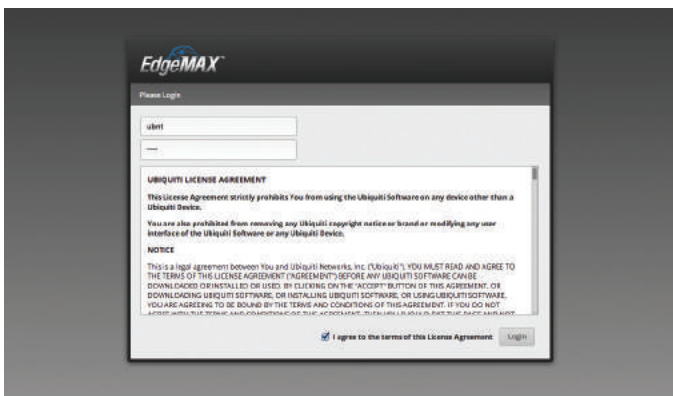 EdgeMAX™
Please Login
ubnt
UBIQUITI LICENSE AGREEMENT
This License Agreement strictly prohibits You from using the Ubiquiti Software on any device other than a
Ubiquiti Device.
You are also prohibited from removing any Ubiquiti copyright notice or brand or modifying any user
interface of the Ubiquiti Software or any Ubiquiti Device.
NOTICE
This is a legal agreement between You and Ubiquiti Networks, Inc. ("Ubiquiti"). YOU MUST READ AND AGREE TO
THE TERMS OF THIS LICENSE AGREEMENT ("AGREEMENT") BEFORE ANY UBIQUITI SOFTWARE CAN BE
DOWNLOADED OR INSTALLED OR USED. BY CLICKING ON THE "ACCEPT" BUTTON OF THIS AGREEMENT, OR
DOWNLOADING UBIQUITI SOFTWARE, OR INSTALLING UBIQUITI SOFTWARE, OR USING UBIQUITI SOFTWARE,
YOU ARE AGREEING TO BE BOUND BY THE TERMS AND CONDITIONS OF THIS AGREEMENT. IF YOU DO NOT
I agree to the terms of this License Agreement Login